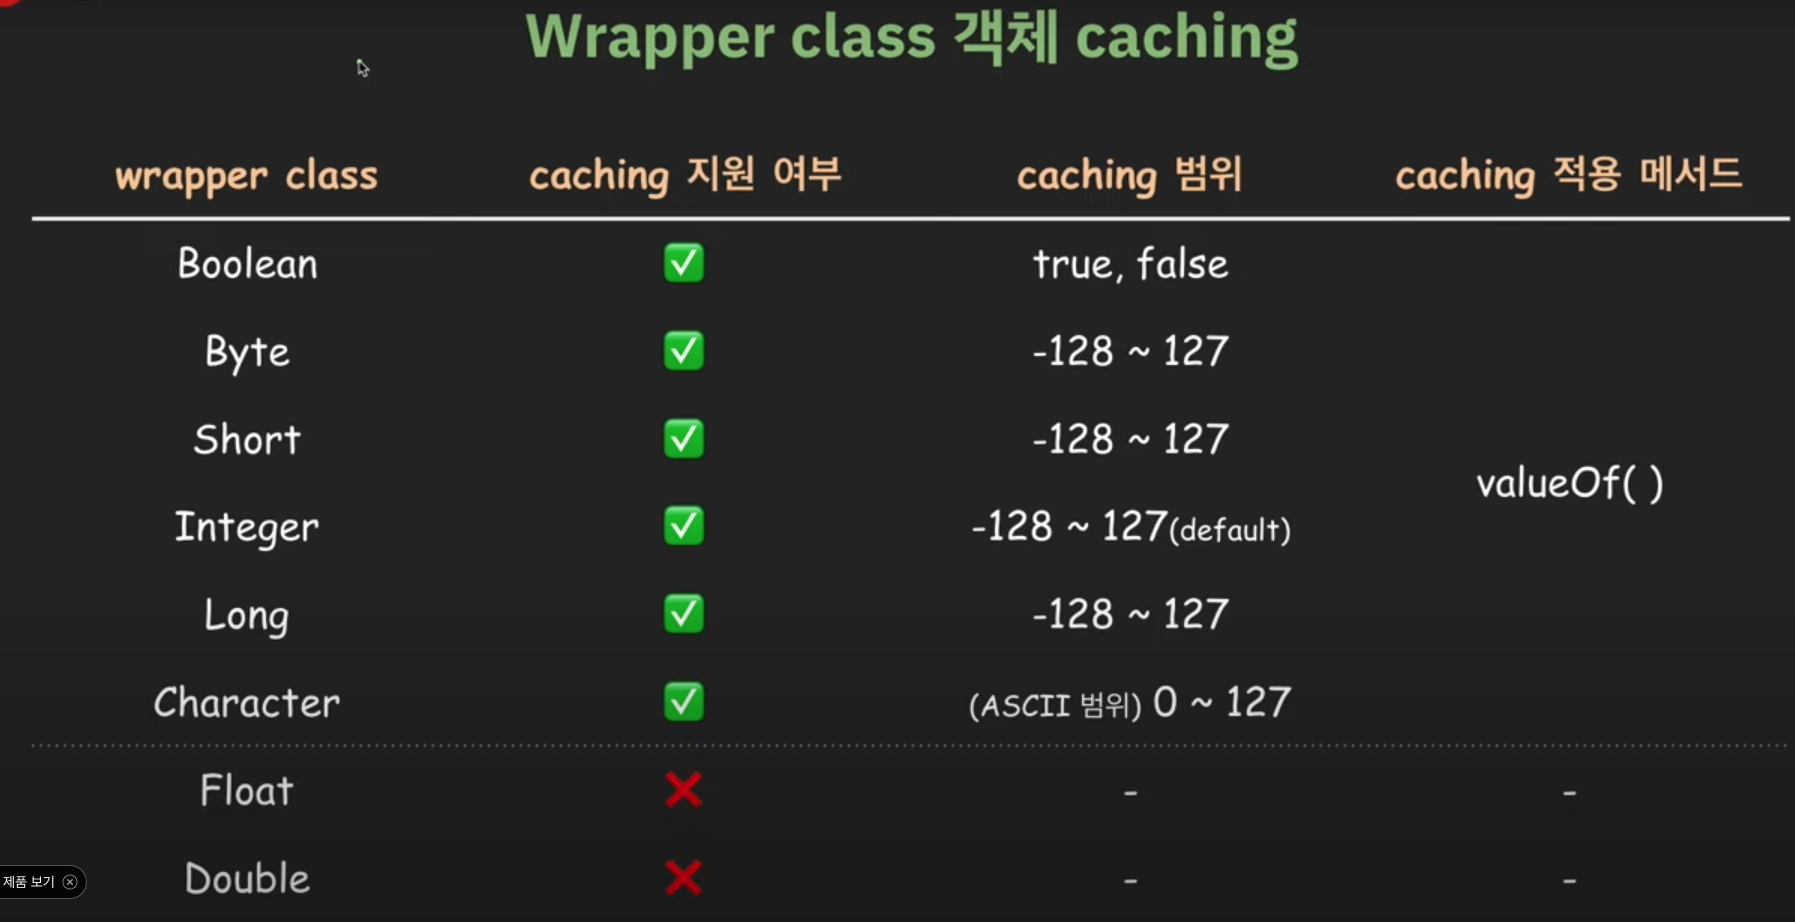 Wrapper class 객체 caching
wrapper class caching 지원 여부 caching 범위 caching 적용 메서드
Boolean ✅ true, false
Byte ✅ -128 ~ 127
Short ✅ -128 ~ 127
valueOf( )
Integer ✅ -128 ~ 127(default)
Long ✅ -128 ~ 127
Character ✅ (ASCII 범위) 0 ~ 127
Float ❌ - -
Double ❌ - -
제품 보기